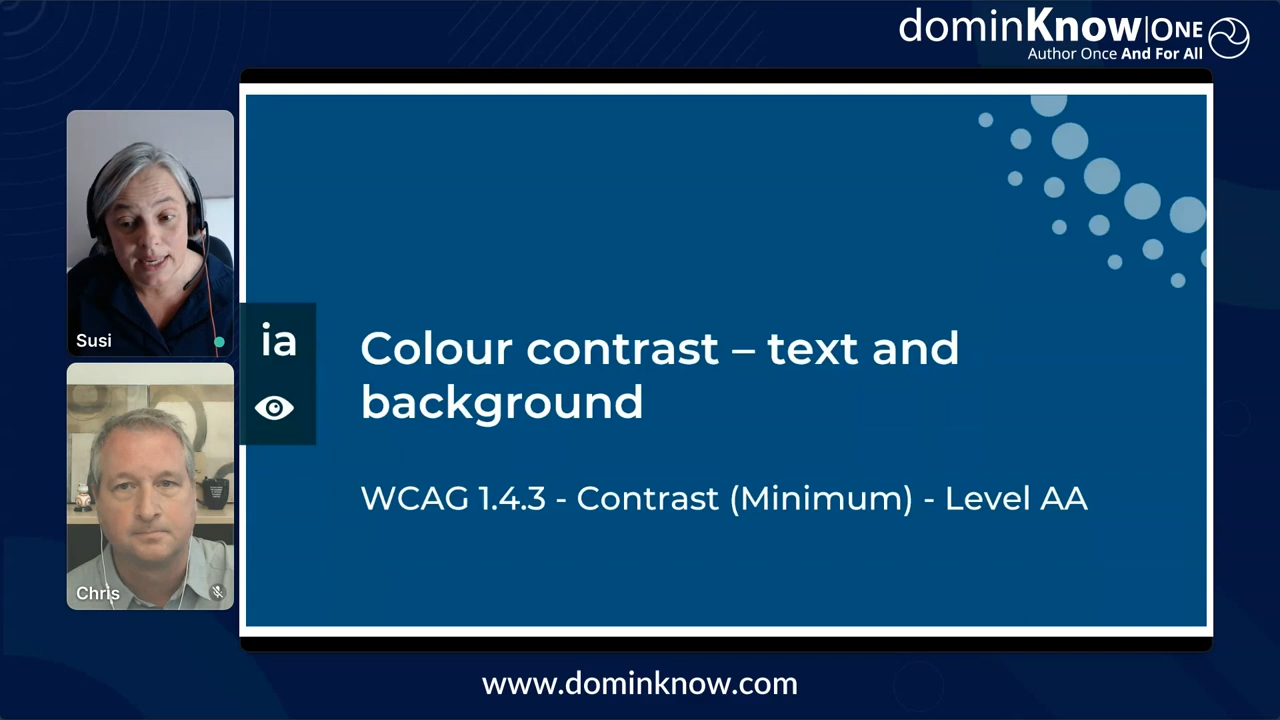 dominKnow|ONE
Author Once And For All
Susi
ia
Colour contrast – text and
background
WCAG 1.4.3 - Contrast (Minimum) - Level AA
Chris
www.dominknow.com